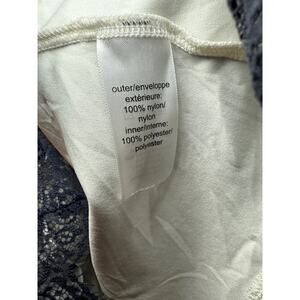 outer/enveloppe
extérieure:
100% nylon/
nylon
inner/interne:
100% polyester/
polyester